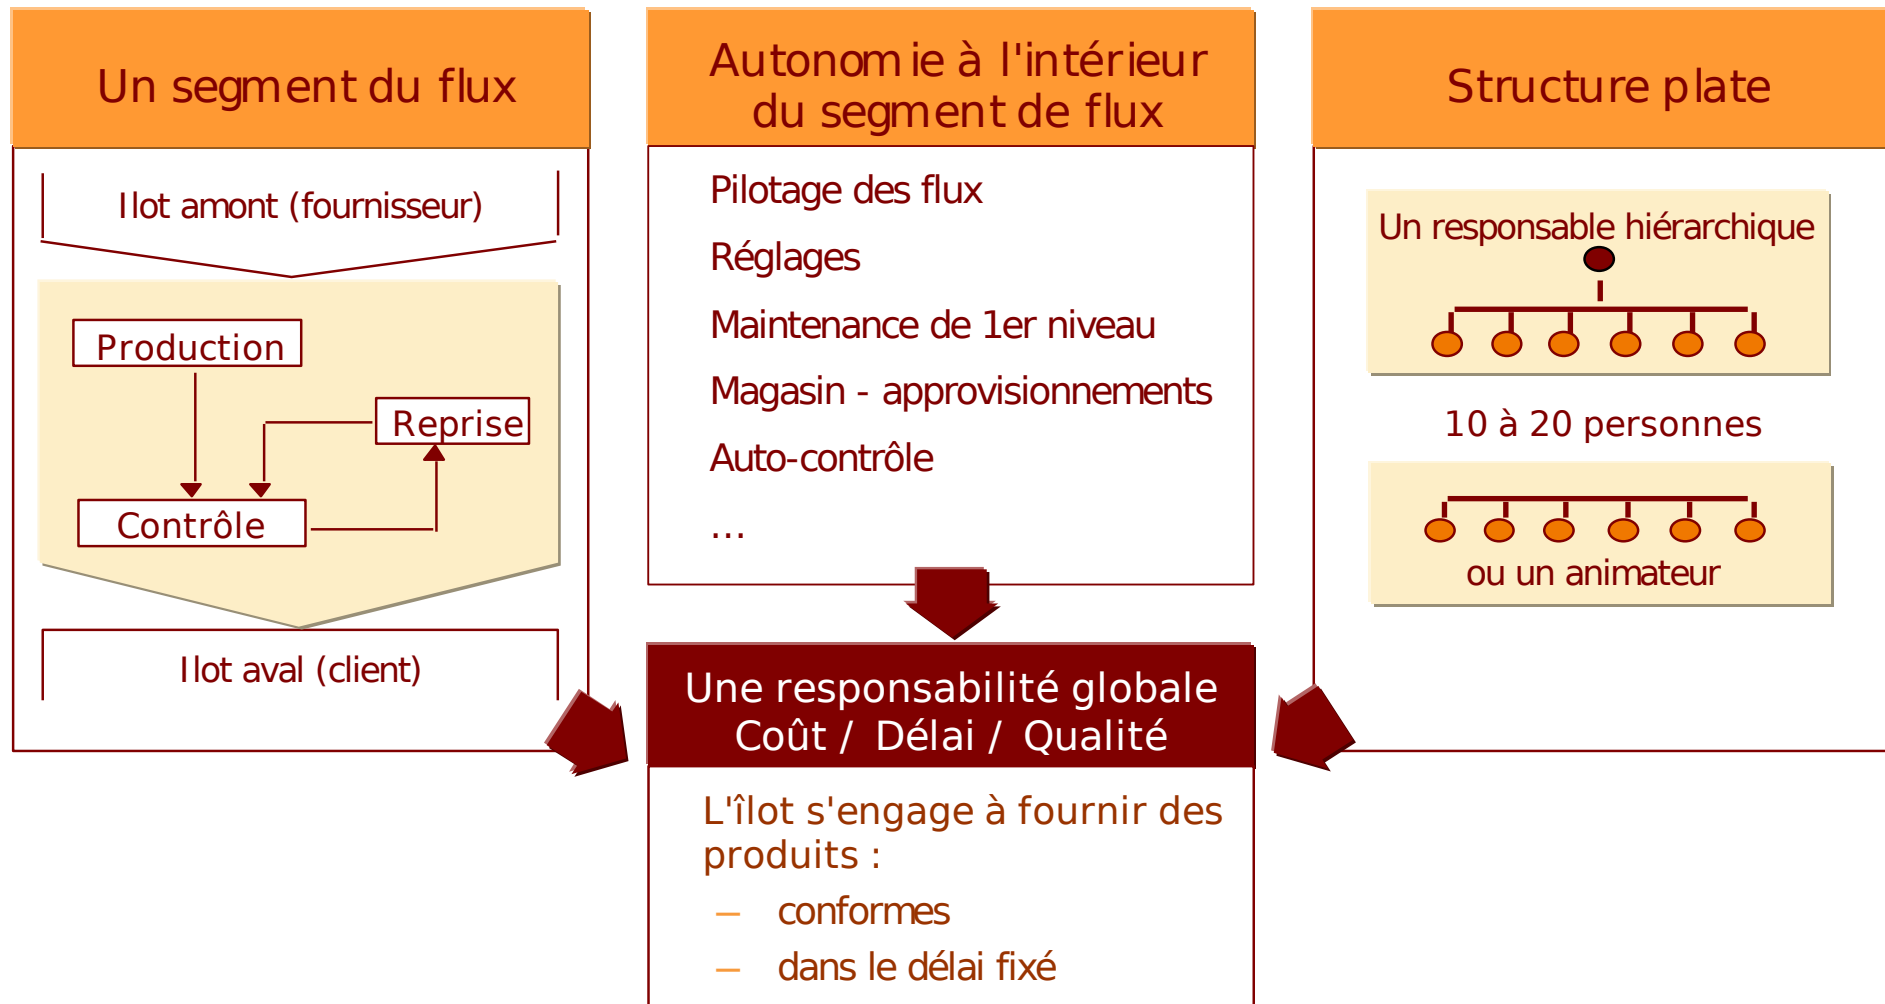 Un segment du flux
Ilot amont (fournisseur)
Production
Reprise
Contrôle
Ilot aval (client)
Autonomie à l'intérieur
du segment de flux
Pilotage des flux
Réglages
Maintenance de 1er niveau
Magasin - approvisionnements
Auto-contrôle
...
Structure plate
Un responsable hiérarchique
10 à 20 personnes
ou un animateur
Une responsabilité globale
Coût / Délai / Qualité
L'îlot s'engage à fournir des
produits :
– conformes
– dans le délai fixé